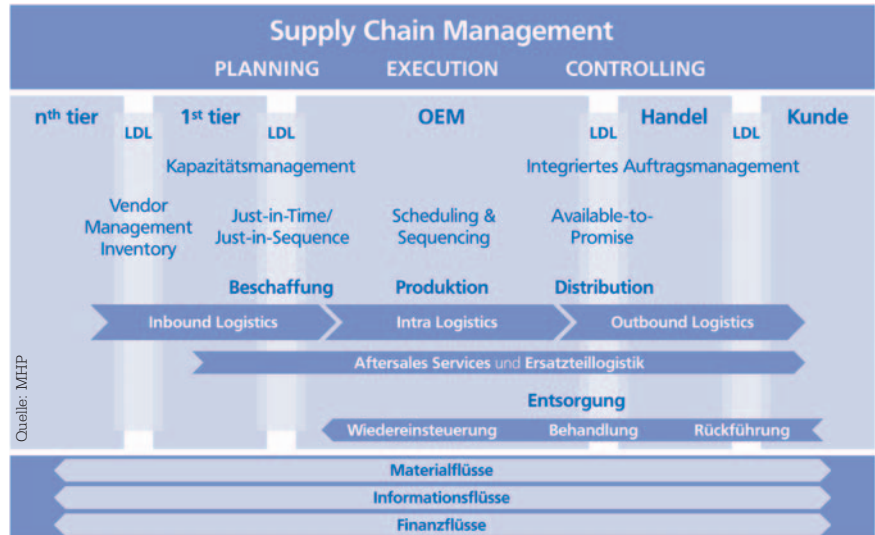 Supply Chain Management
PLANNING EXECUTION CONTROLLING
nth tier LDL 1st tier LDL OEM LDL Handel LDL Kunde
Kapazitätsmanagement Integriertes Auftragsmanagement
Vendor
Management
Inventory
Just-in-Time/
Just-in-Sequence
Scheduling &
Sequencing
Available-to-
Promise
Beschaffung Produktion Distribution
Inbound Logistics Intra Logistics Outbound Logistics
Aftersales Services und Ersatzteillogistik
Entsorgung
Wiedereinsteuerung Behandlung Rückführung
Materialflüsse
Informationsflüsse
Finanzflüsse
Quelle: MHP